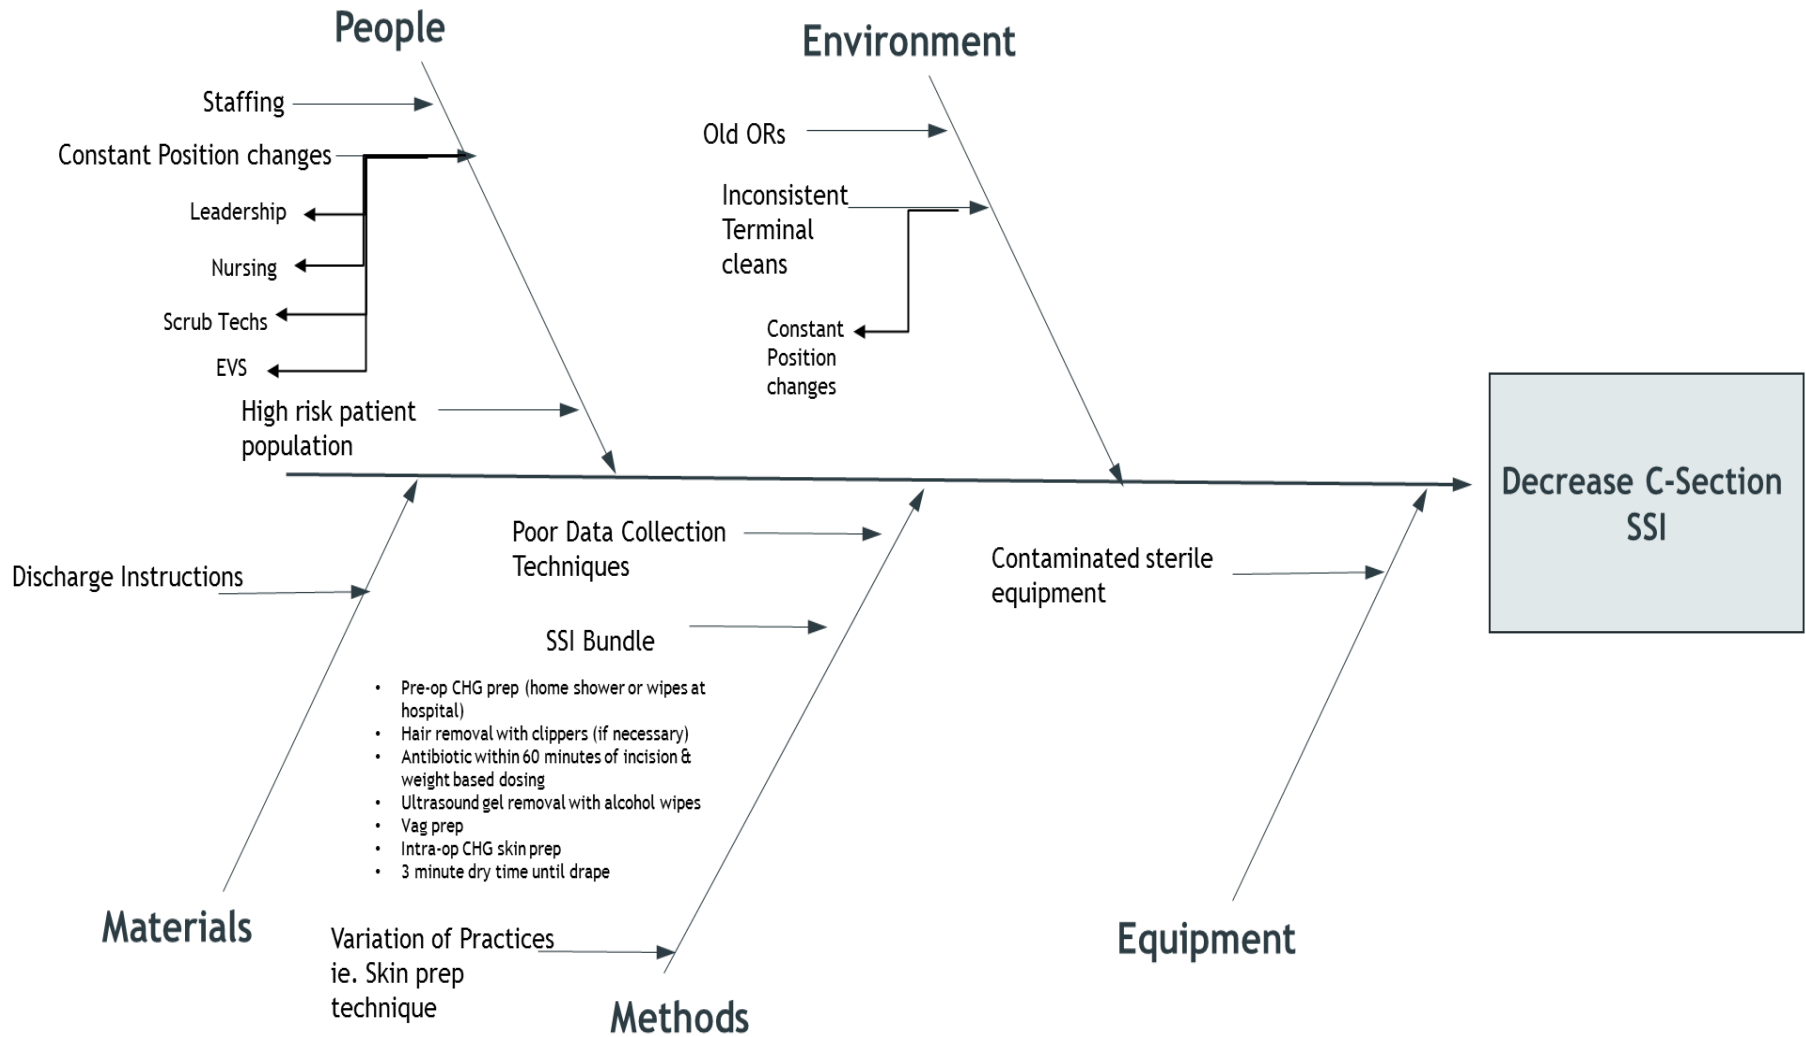 People
Environment
Staffing
Constant Position changes
Leadership
Nursing
Scrub Techs
EVS
High risk patient
population
Old ORs
Inconsistent
Terminal
cleans
Constant
Position
changes
Decrease C-Section
SSI
Discharge Instructions
Materials
Poor Data Collection
Techniques
SSI Bundle
• Pre-op CHG prep (home shower or wipes at
hospital)
• Hair removal with clippers (if necessary)
• Antibiotic within 60 minutes of incision &
weight based dosing
• Ultrasound gel removal with alcohol wipes
• Vag prep
• Intra-op CHG skin prep
• 3 minute dry time until drape
Variation of Practices
ie. Skin prep
technique
Methods
Contaminated sterile
equipment
Equipment